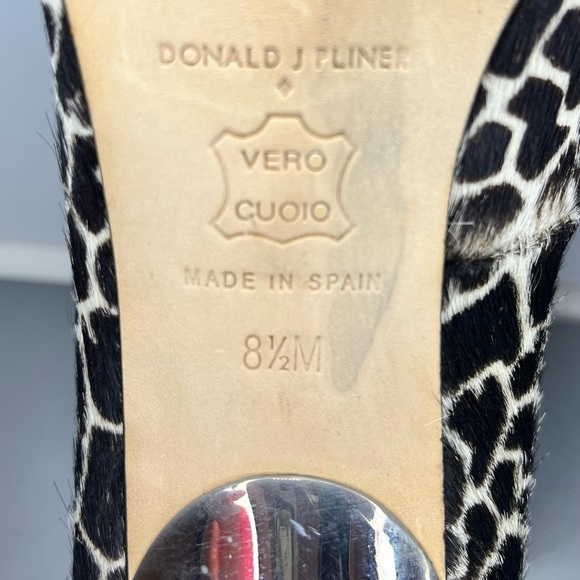 DONALD J PLINER
VERO
CUOIO
MADE IN SPAIN
8½M